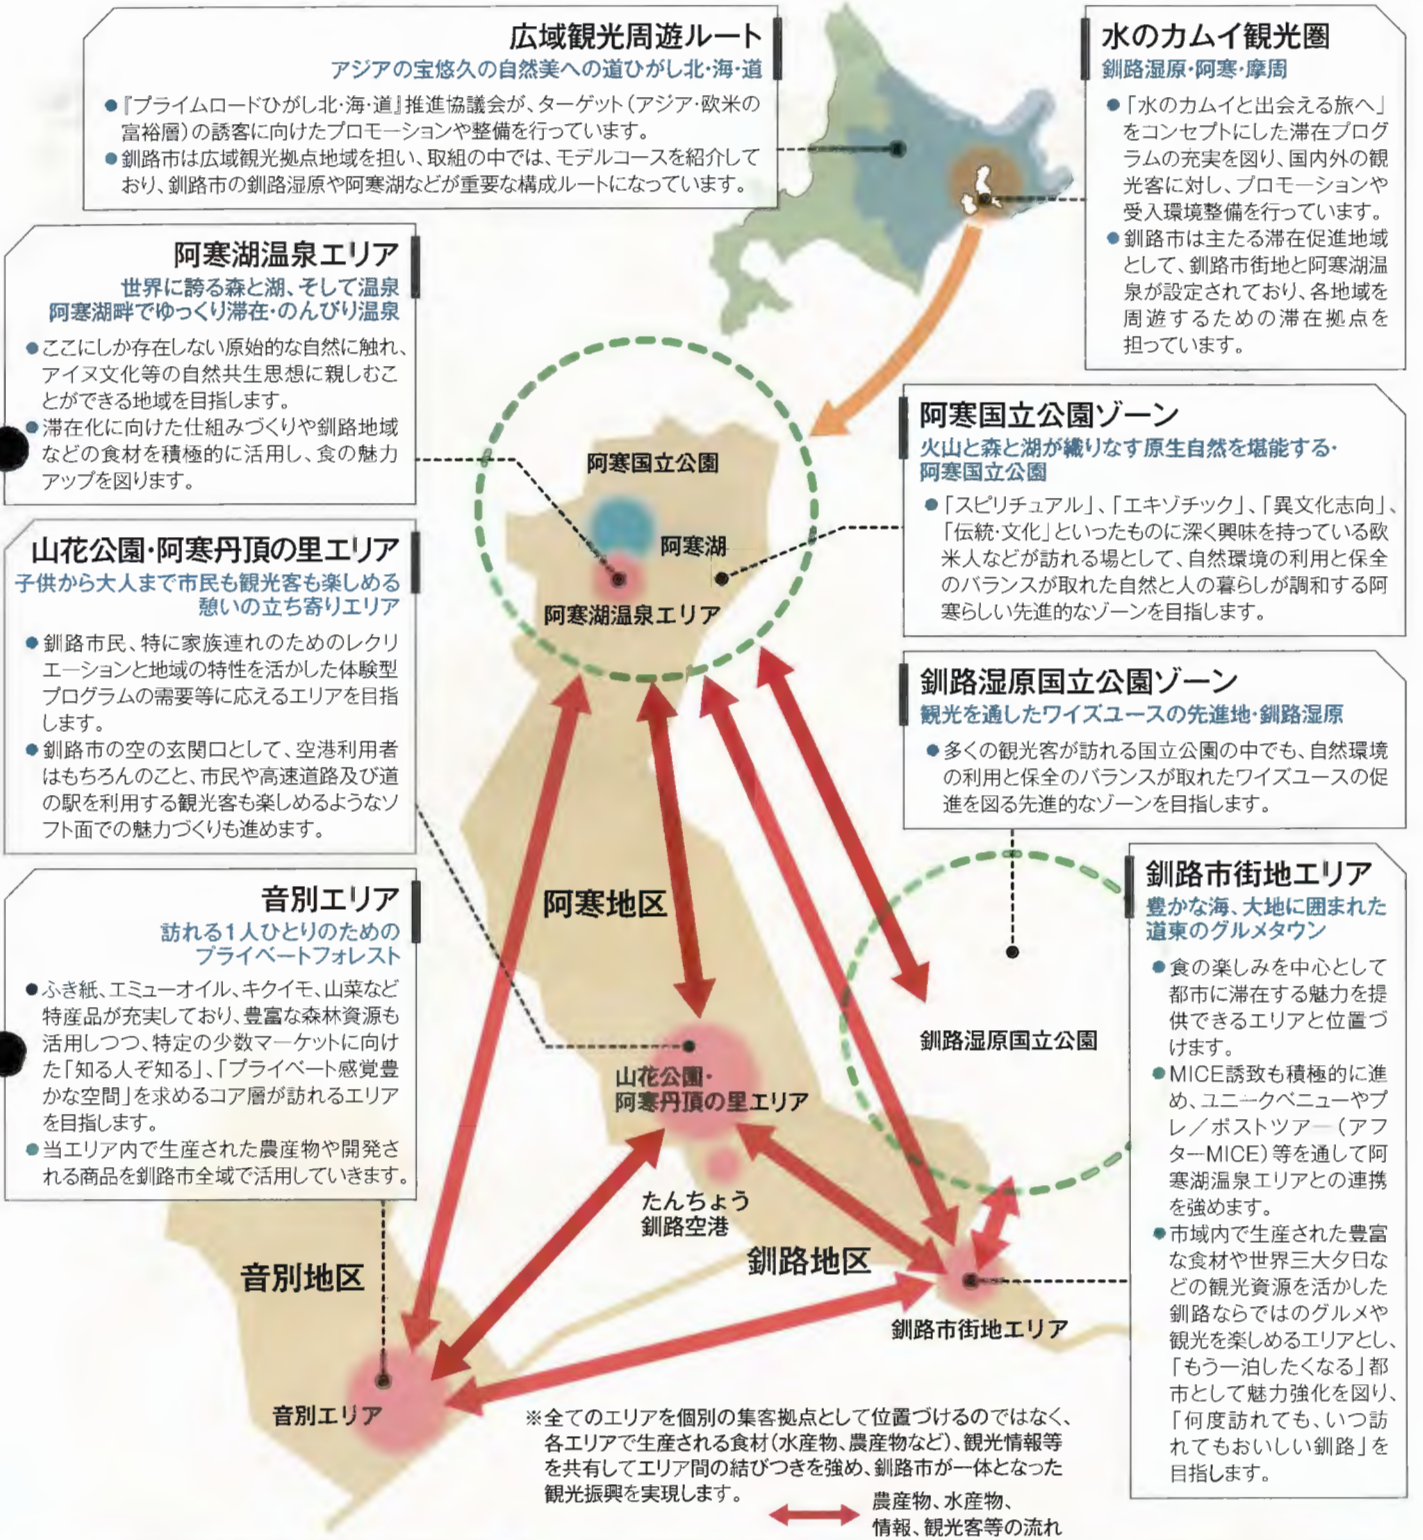 広域観光周遊ルート
アジアの宝悠久の自然美への道ひがし北・海・道
●『プライムロードひがし北・海・道』推進協議会が、ターゲット（アジア・欧米の
富裕層）の誘客に向けたプロモーションや整備を行っています。
●釧路市は広域観光拠点地域を担い、取組の中では、モデルコースを紹介して
おり、釧路市の釧路湿原や阿寒湖などが重要な構成ルートになっています。
水のカムイ観光圏
釧路湿原・阿寒・摩周
●「水のカムイと出会える旅へ」
をコンセプトにした滞在プログ
ラムの充実を図り、国内外の観
光客に対し、プロモーションや
受入環境整備を行っています。
●釧路市は主たる滞在促進地域
として、釧路市街地と阿寒湖温
泉が設定されており、各地域を
周遊するための滞在拠点を
担っています。
阿寒湖温泉エリア
世界に誇る森と湖、そして温泉
阿寒湖畔でゆっくり滞在・のんびり温泉
●ここにしか存在しない原始的な自然に触れ、
アイヌ文化等の自然共生思想に親しむこ
とができる地域を目指します。
●滞在化に向けた仕組みづくりや釧路地域
などの食材を積極的に活用し、食の魅力
アップを図ります。
阿寒国立公園ゾーン
火山と森と湖が織りなす原生自然を堪能する・
阿寒国立公園
●「スピリチュアル」、「エキゾチック」、「異文化志向」、
「伝統・文化」といったものに深く興味を持っている欧
米人などが訪れる場として、自然環境の利用と保全
のバランスが取れた自然と人の暮らしが調和する阿
寒らしい先進的なゾーンを目指します。
山花公園・阿寒丹頂の里エリア
子供から大人まで市民も観光客も楽しめる
憩いの立ち寄りエリア
●釧路市民、特に家族連れのためのレクリ
エーションと地域の特性を活かした体験型
プログラムの需要等に応えるエリアを目指
します。
●釧路市の空の玄関口として、空港利用者
はもちろんのこと、市民や高速道路及び道
の駅を利用する観光客も楽しめるようなソ
フト面での魅力づくりも進めます。
釧路湿原国立公園ゾーン
観光を通したワイズユースの先進地・釧路湿原
●多くの観光客が訪れる国立公園の中でも、自然環境
の利用と保全のバランスが取れたワイズユースの促
進を図る先進的なゾーンを目指します。
音別エリア
訪れる1人ひとりのための
プライベートフォレスト
●ふき紙、エミューオイル、キクイモ、山菜など
特産品が充実しており、豊富な森林資源も
活用しつつ、特定の少数マーケットに向け
た「知る人ぞ知る」、「プライベート感覚豊
かな空間」を求めるコア層が訪れるエリア
を目指します。
●当エリア内で生産された農産物や開発さ
れる商品を釧路市全域で活用していきます。
釧路市街地エリア
豊かな海、大地に囲まれた
道東のグルメタウン
●食の楽しみを中心として
都市に滞在する魅力を提
供できるエリアと位置づ
けます。
●MICE誘致も積極的に進
め、ユニークベニューやプ
レ／ポストツアー（アフ
ターMICE）等を通して阿
寒湖温泉エリアとの連携
を強めます。
●市域内で生産された豊富
な食材や世界三大夕日な
どの観光資源を活かした
釧路ならではのグルメや
観光を楽しめるエリアとし、
「もう一泊したくなる」都
市として魅力強化を図り、
「何度訪れても、いつ訪
れてもおいしい釧路」を
目指します。
阿寒国立公園
阿寒湖
阿寒湖温泉エリア
阿寒地区
釧路湿原国立公園
山花公園・
阿寒丹頂の里エリア
たんちょう
釧路空港
釧路地区
音別地区
釧路市街地エリア
音別エリア
※全てのエリアを個別の集客拠点として位置づけるのではなく、
各エリアで生産される食材（水産物、農産物など）、観光情報等
を共有してエリア間の結びつきを強め、釧路市が一体となった
観光振興を実現します。
農産物、水産物、
情報、観光客等の流れ